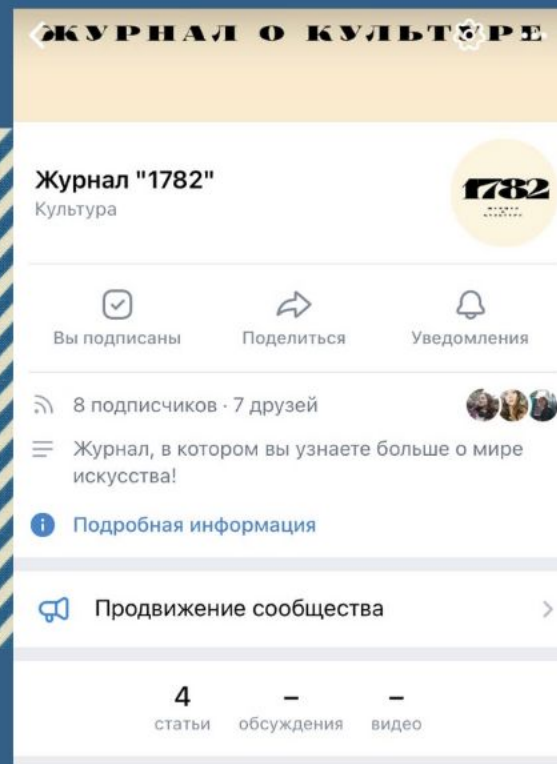 ЖУРНАЛ О КУЛЬТУРЕ
Журнал "1782"
Культура
1782
Вы подписаны
Поделиться
Уведомления
8 подписчиков · 7 друзей
Журнал, в котором вы узнаете больше о мире
искусства!
Подробная информация
Продвижение сообщества
4 – –
статьи обсуждения видео